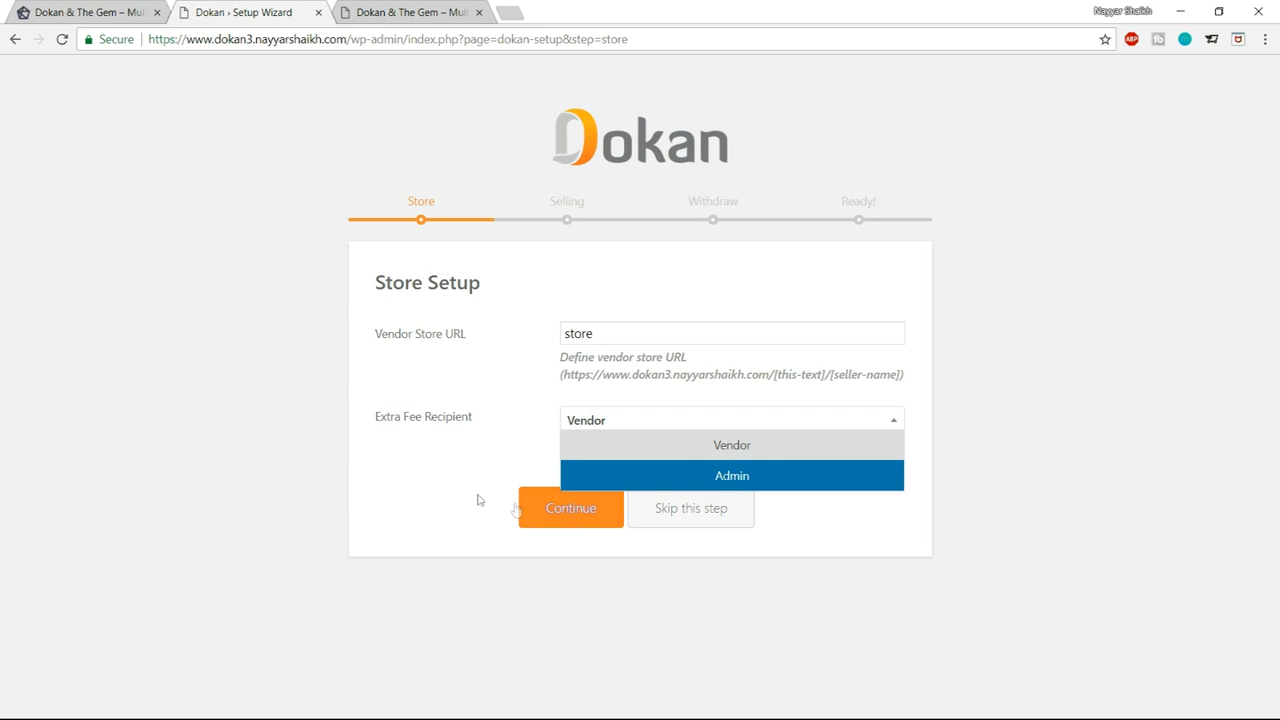 Dokan & The Gem – Mul
Dokan › Setup Wizard
Dokan & The Gem – Mul
Nayyar Shaikh
Secure
https://www.dokan3.nayyarshaikh.com/wp-admin/index.php?page=dokan-setup&step=store
ABP
Dokan
Store
Selling
Withdraw
Ready!
Store Setup
Vendor Store URL
store
Define vendor store URL
(https://www.dokan3.nayyarshaikh.com/[this-text]/[seller-name])
Extra Fee Recipient
Vendor
Vendor
Admin
Continue
Skip this step